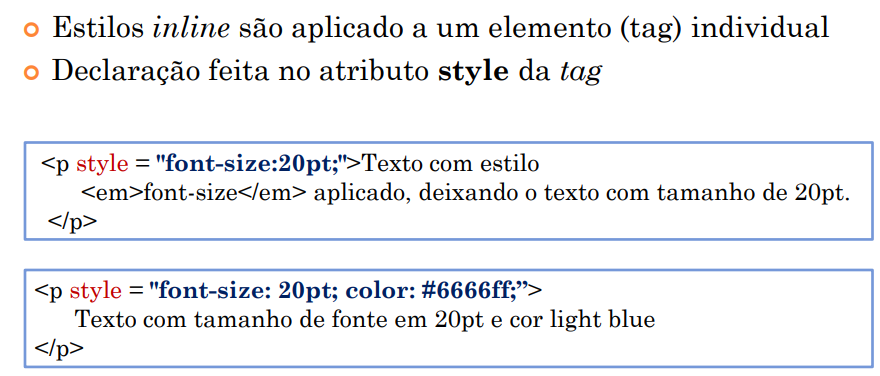 Estilos inline são aplicado a um elemento (tag) individual
Declaração feita no atributo style da tag
<p style = "font-size:20pt;">Texto com estilo
<em>font-size</em> aplicado, deixando o texto com tamanho de 20pt.
</p>
<p style = "font-size: 20pt; color: #6666ff;”>
Texto com tamanho de fonte em 20pt e cor light blue
</p>